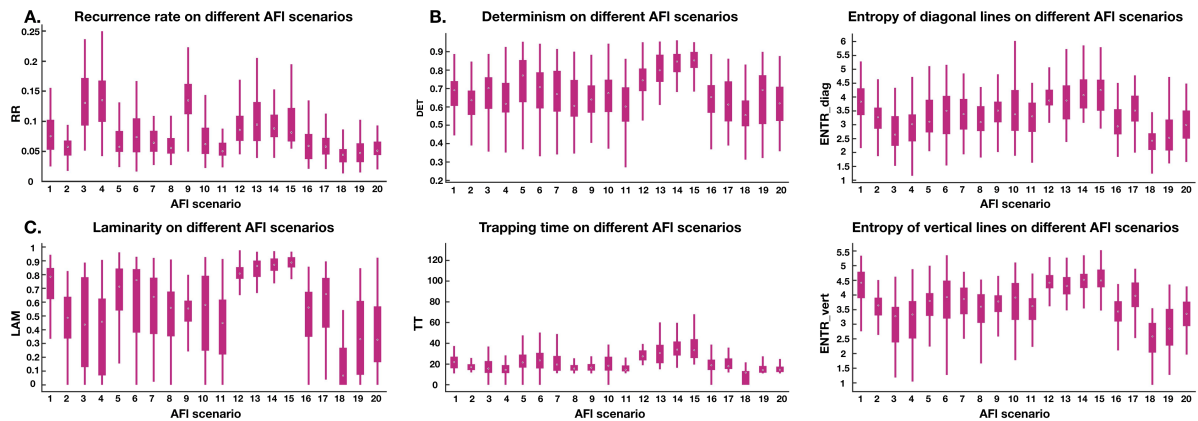 A. Recurrence rate on different AFl scenarios
0.25
0.2
0.15
0.1
0.05
0
RR
1 2 3 4 5 6 7 8 9 10 11 12 13 14 15 16 17 18 19 20
AFl scenario
B. Determinism on different AFl scenarios
0.9
0.8
0.7
0.6
0.5
0.4
0.3
0.2
DET
1 2 3 4 5 6 7 8 9 10 11 12 13 14 15 16 17 18 19 20
AFl scenario
Entropy of diagonal lines on different AFl scenarios
6
5.5
5
4.5
4
3.5
3
2.5
2
1.5
1
ENTR_diag
1 2 3 4 5 6 7 8 9 10 11 12 13 14 15 16 17 18 19 20
AFl scenario
C. Laminarity on different AFl scenarios
1
0.9
0.8
0.7
0.6
0.5
0.4
0.3
0.2
0.1
0
LAM
1 2 3 4 5 6 7 8 9 10 11 12 13 14 15 16 17 18 19 20
AFl scenario
Trapping time on different AFl scenarios
120
100
80
60
40
20
0
TT
1 2 3 4 5 6 7 8 9 10 11 12 13 14 15 16 17 18 19 20
AFl scenario
Entropy of vertical lines on different AFl scenarios
5.5
5
4.5
4
3.5
3
2.5
2
1.5
1
ENTR_vert
1 2 3 4 5 6 7 8 9 10 11 12 13 14 15 16 17 18 19 20
AFl scenario